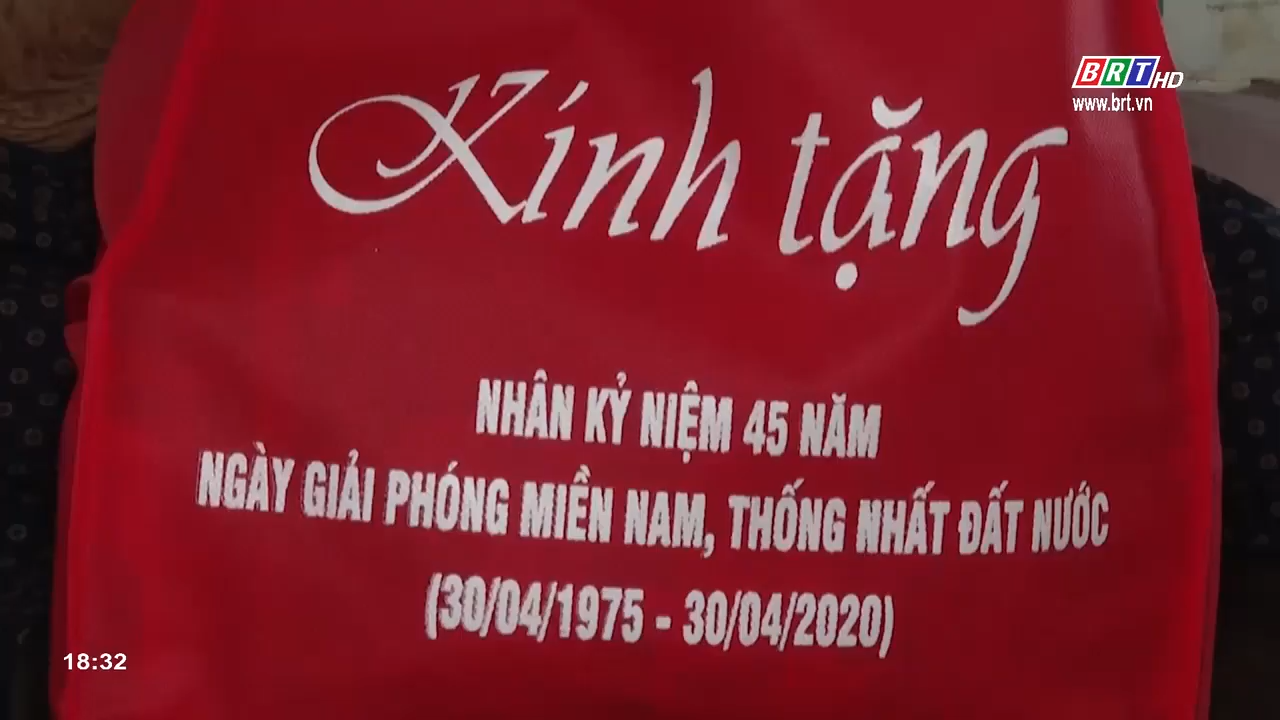 BRT HD
www.brt.vn
Kính tặng
NHÂN KỶ NIỆM 45 NĂM
NGÀY GIẢI PHÓNG MIỀN NAM, THỐNG NHẤT ĐẤT NƯỚC
(30/04/1975 - 30/04/2020)
18:32